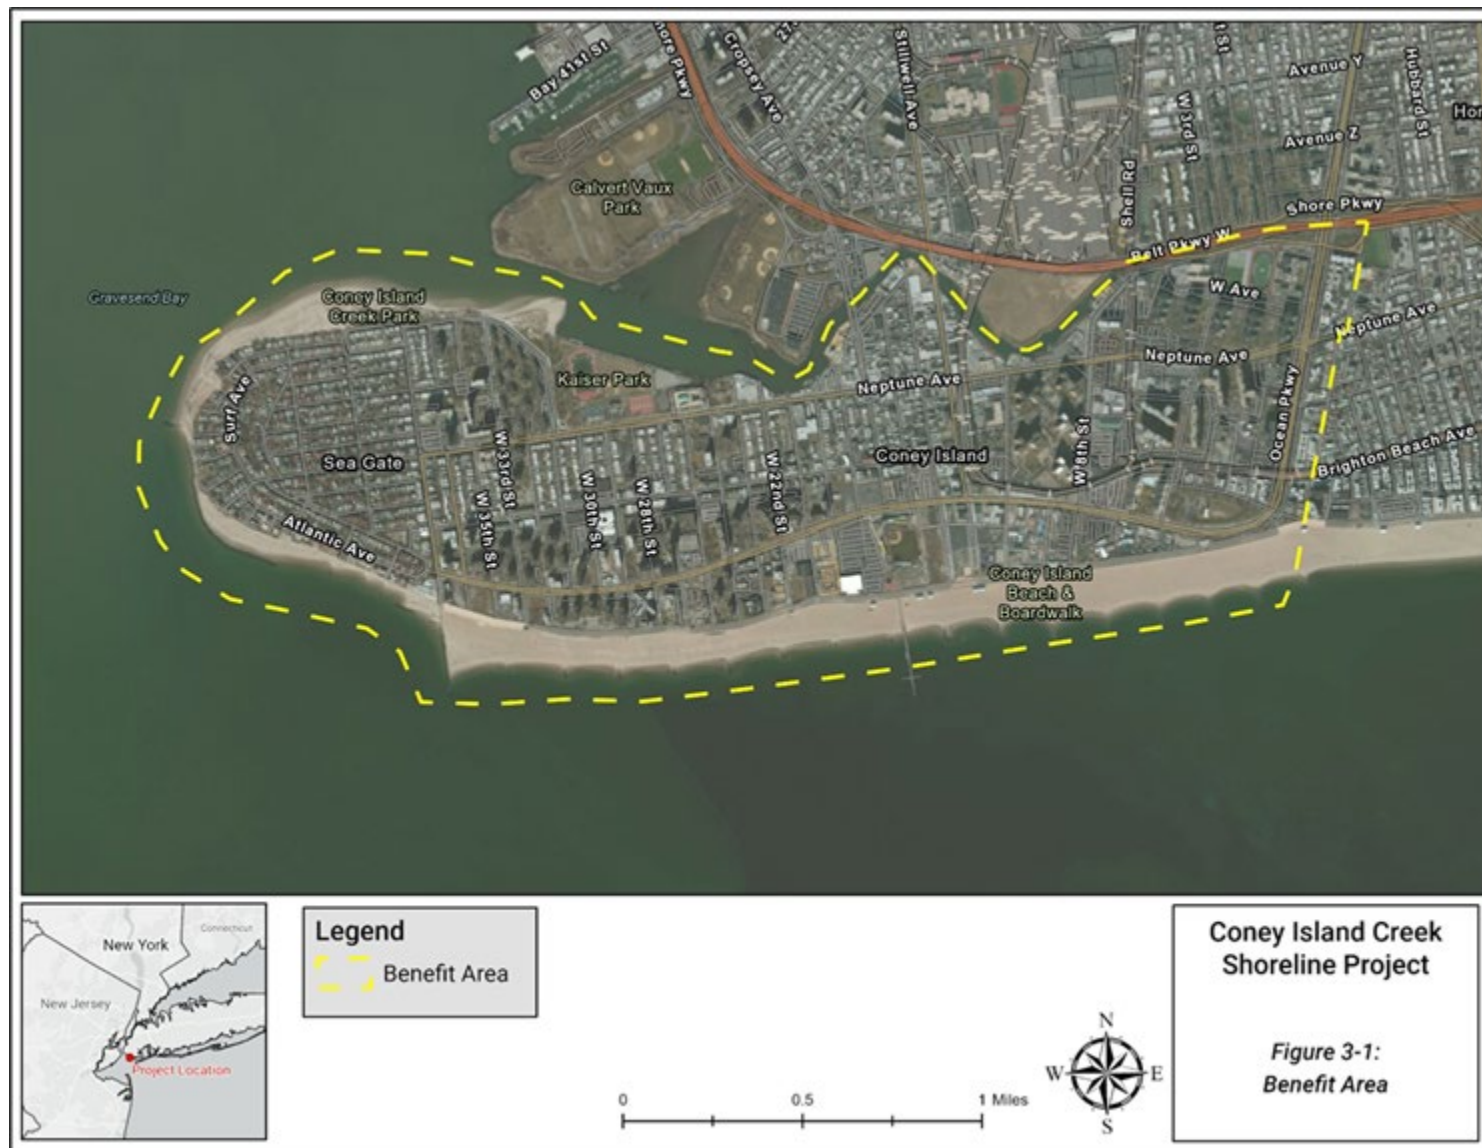 Bay 41st St
Shore Pkwy
Cropsey Ave
Stillwell Ave
Shell Rd
W 3rd St
Avenue Y
Hubbard St
Avenue Z
Calvert Vaux
Park
Shore Pkwy
Belt Pkwy W
Gravesend Bay
Coney Island
Creek Park
W Ave
Neptune Ave
Neptune Ave
Kaiser Park
Neptune Ave
Surf Ave
Sea Gate
W 33rd St
W 35th St
W 30th St
W 28th St
W 22nd St
Coney Island
W 8th St
Ocean Pkwy
Brighton Beach Ave
Atlantic Ave
Coney Island
Beach &
Boardwalk
New York
Connecticut
New Jersey
Project Location
Legend
Benefit Area
0 0.5 1 Miles
N
W E
S
Coney Island Creek
Shoreline Project
Figure 3-1:
Benefit Area